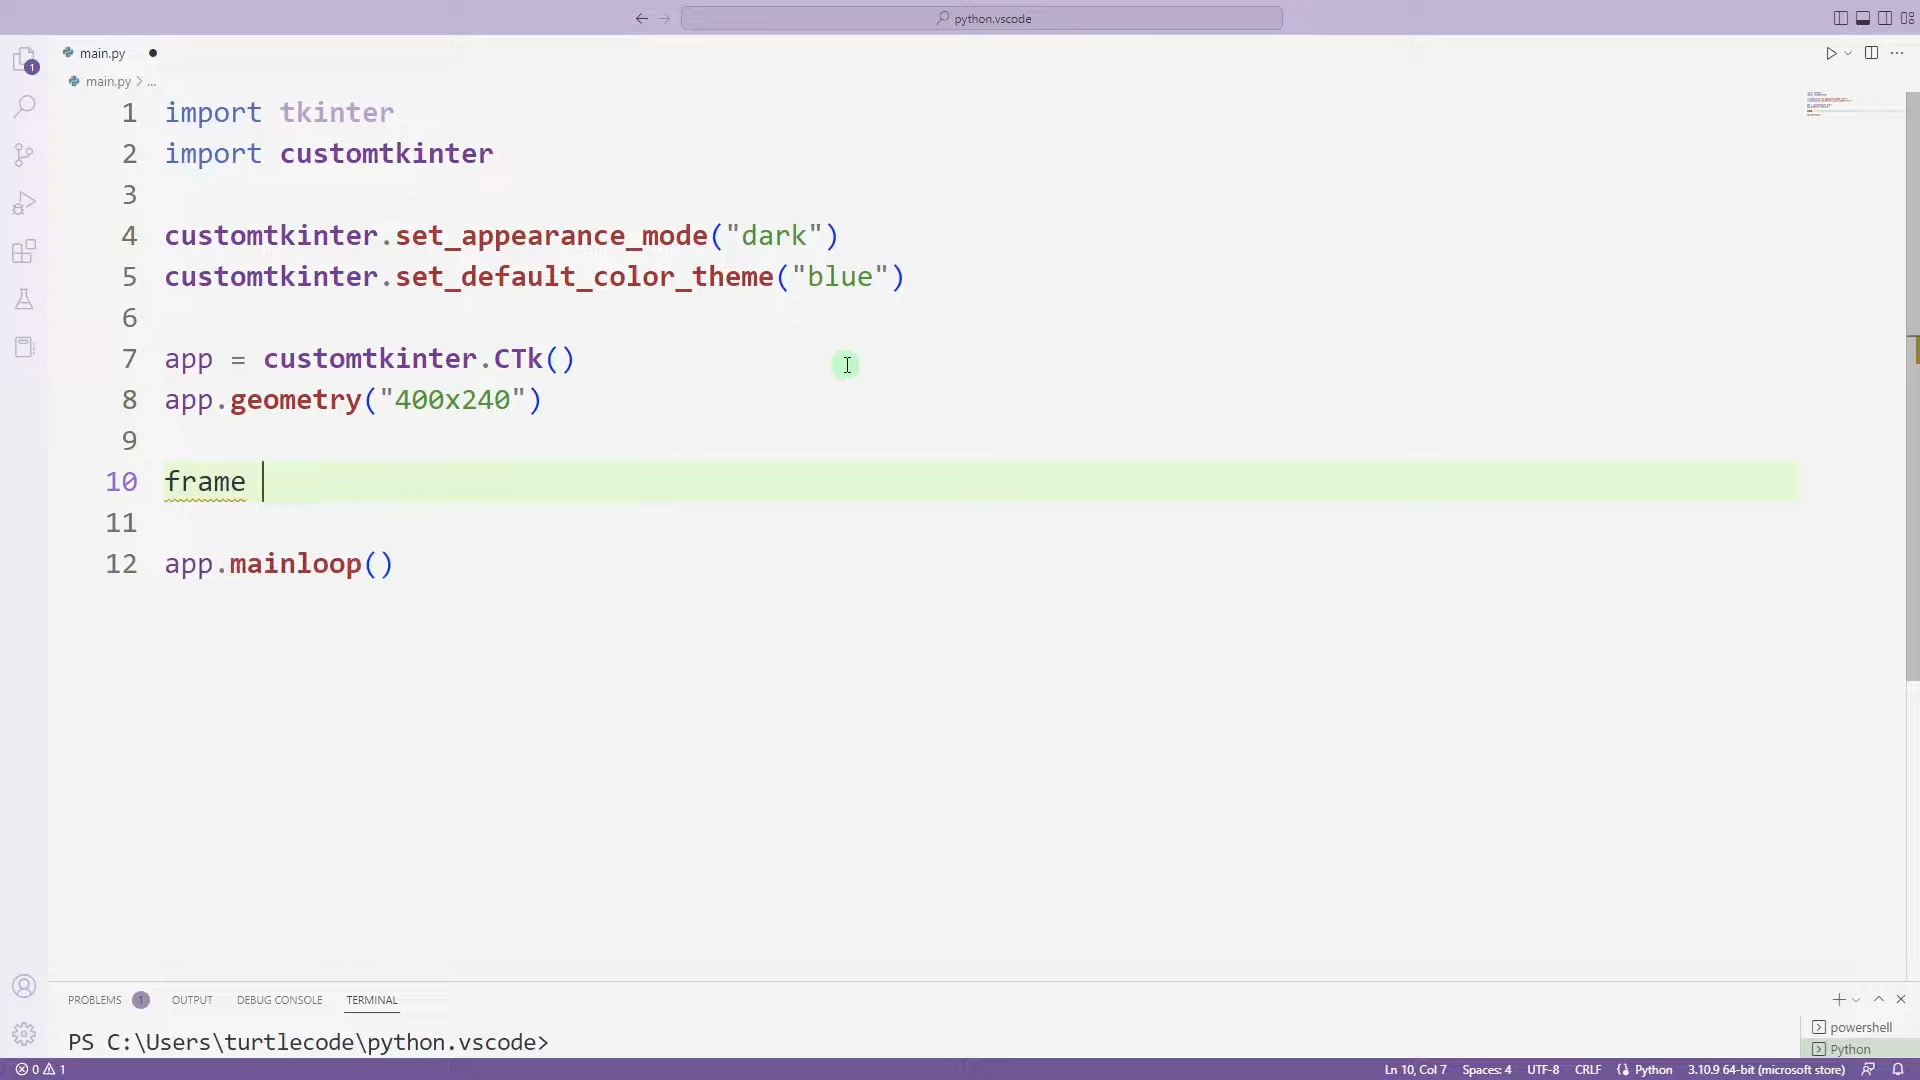 python.vscode
main.py
main.py > ...
1 import tkinter
2 import customtkinter
3
4 customtkinter.set_appearance_mode("dark")
5 customtkinter.set_default_color_theme("blue")
6
7 app = customtkinter.CTk()
8 app.geometry("400x240")
9
10 frame
11
12 app.mainloop()
1
PROBLEMS 1 OUTPUT DEBUG CONSOLE TERMINAL
PS C:\Users\turtlecode\python.vscode>
powershell
Python
0 1 Ln 10, Col 7 Spaces: 4 UTF-8 CRLF Python 3.10.9 64-bit (microsoft store)